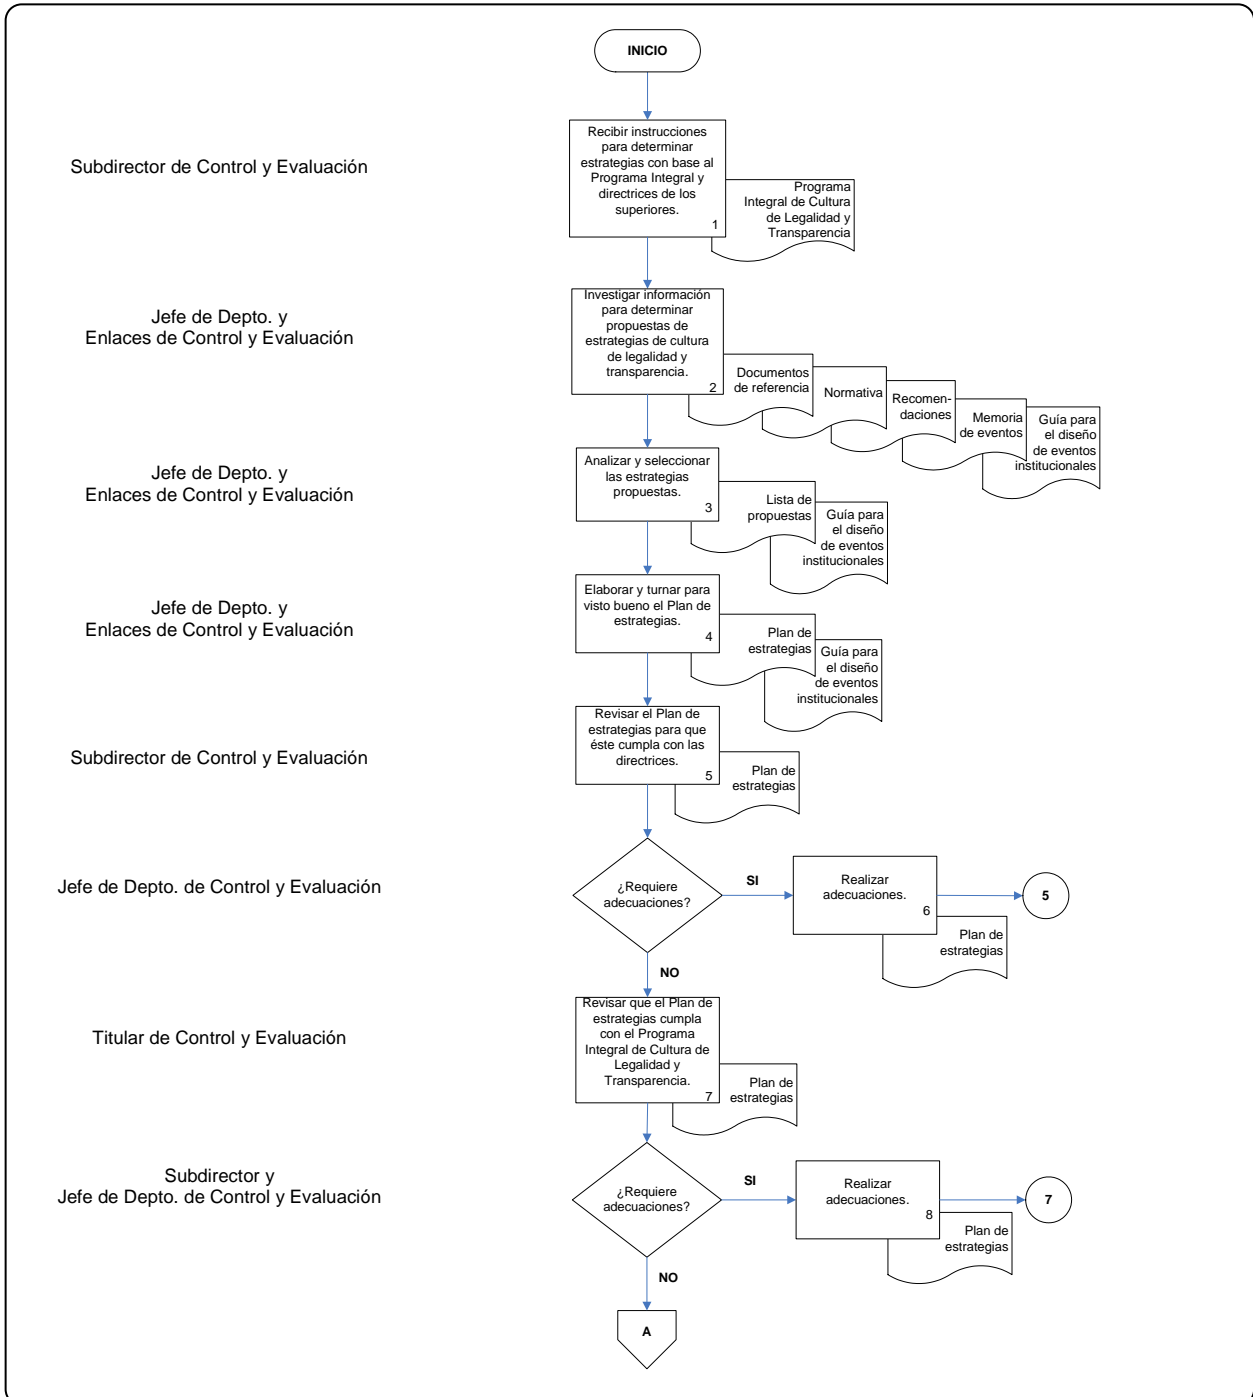 INICIO
Subdirector de Control y Evaluación
Recibir instrucciones
para determinar
estrategias con base al
Programa Integral y
directrices de los
superiores.
1
Programa
Integral de Cultura
de Legalidad y
Transparencia
Jefe de Depto. y
Enlaces de Control y Evaluación
Investigar información
para determinar
propuestas de
estrategias de cultura
de legalidad y
transparencia.
2
Documentos
de referencia
Normativa
Recomen-
daciones
Memoria
de eventos
Guía para
el diseño
de eventos
institucionales
Jefe de Depto. y
Enlaces de Control y Evaluación
Analizar y seleccionar
las estrategias
propuestas.
3
Lista de
propuestas
Guía para
el diseño
de eventos
institucionales
Jefe de Depto. y
Enlaces de Control y Evaluación
Elaborar y turnar para
visto bueno el Plan de
estrategias.
4
Plan de
estrategias
Guía para
el diseño
de eventos
institucionales
Subdirector de Control y Evaluación
Revisar el Plan de
estrategias para que
éste cumpla con las
directrices.
5
Plan de
estrategias
Jefe de Depto. de Control y Evaluación
¿Requiere
adecuaciones?
SI
Realizar
adecuaciones.
6
Plan de
estrategias
5
NO
Titular de Control y Evaluación
Revisar que el Plan de
estrategias cumpla
con el Programa
Integral de Cultura de
Legalidad y
Transparencia.
7
Plan de
estrategias
Subdirector y
Jefe de Depto. de Control y Evaluación
¿Requiere
adecuaciones?
SI
Realizar
adecuaciones.
8
Plan de
estrategias
7
NO
A